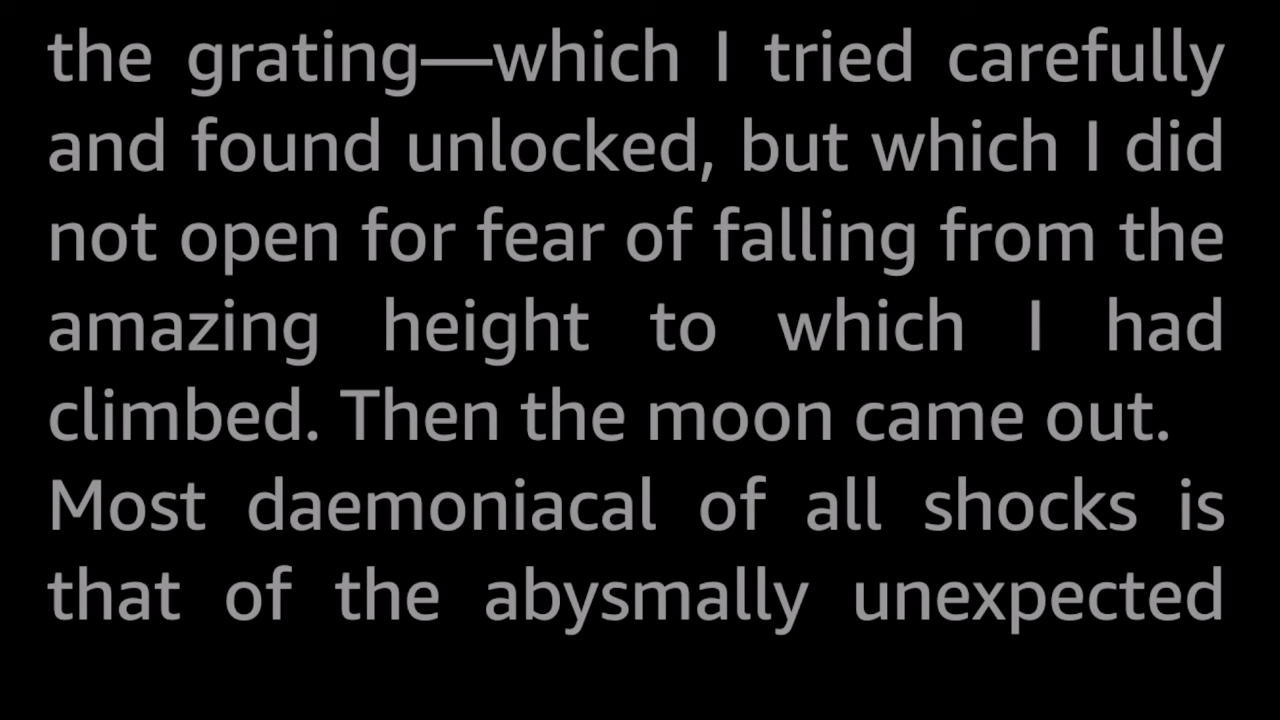 the grating—which I tried carefully
and found unlocked, but which I did
not open for fear of falling from the
amazing height to which I had
climbed. Then the moon came out.
Most daemoniacal of all shocks is
that of the abysmally unexpected